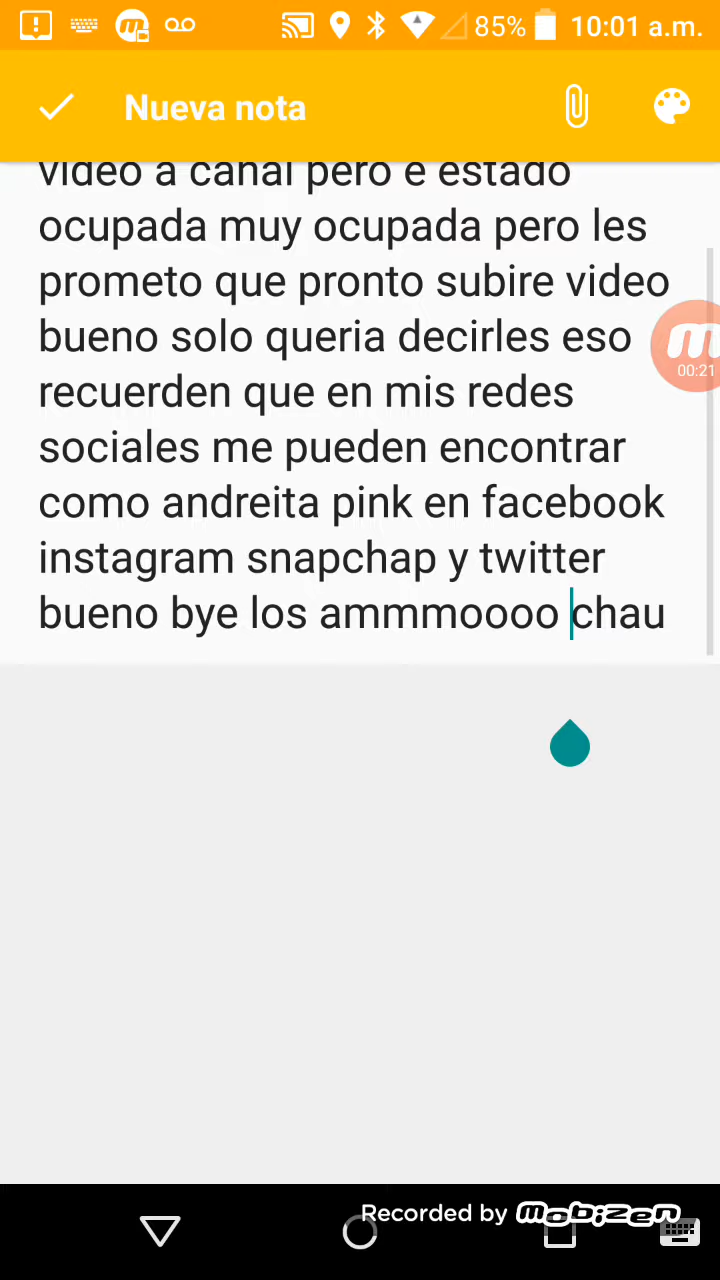 85% 10:01 a.m.
Nueva nota
video a canal pero e estado
ocupada muy ocupada pero les
prometo que pronto subire video
bueno solo queria decirles eso
recuerden que en mis redes
sociales me pueden encontrar
como andreita pink en facebook
instagram snapchap y twitter
bueno bye los ammmoooo chau
m
00:21
Recorded by mobizen